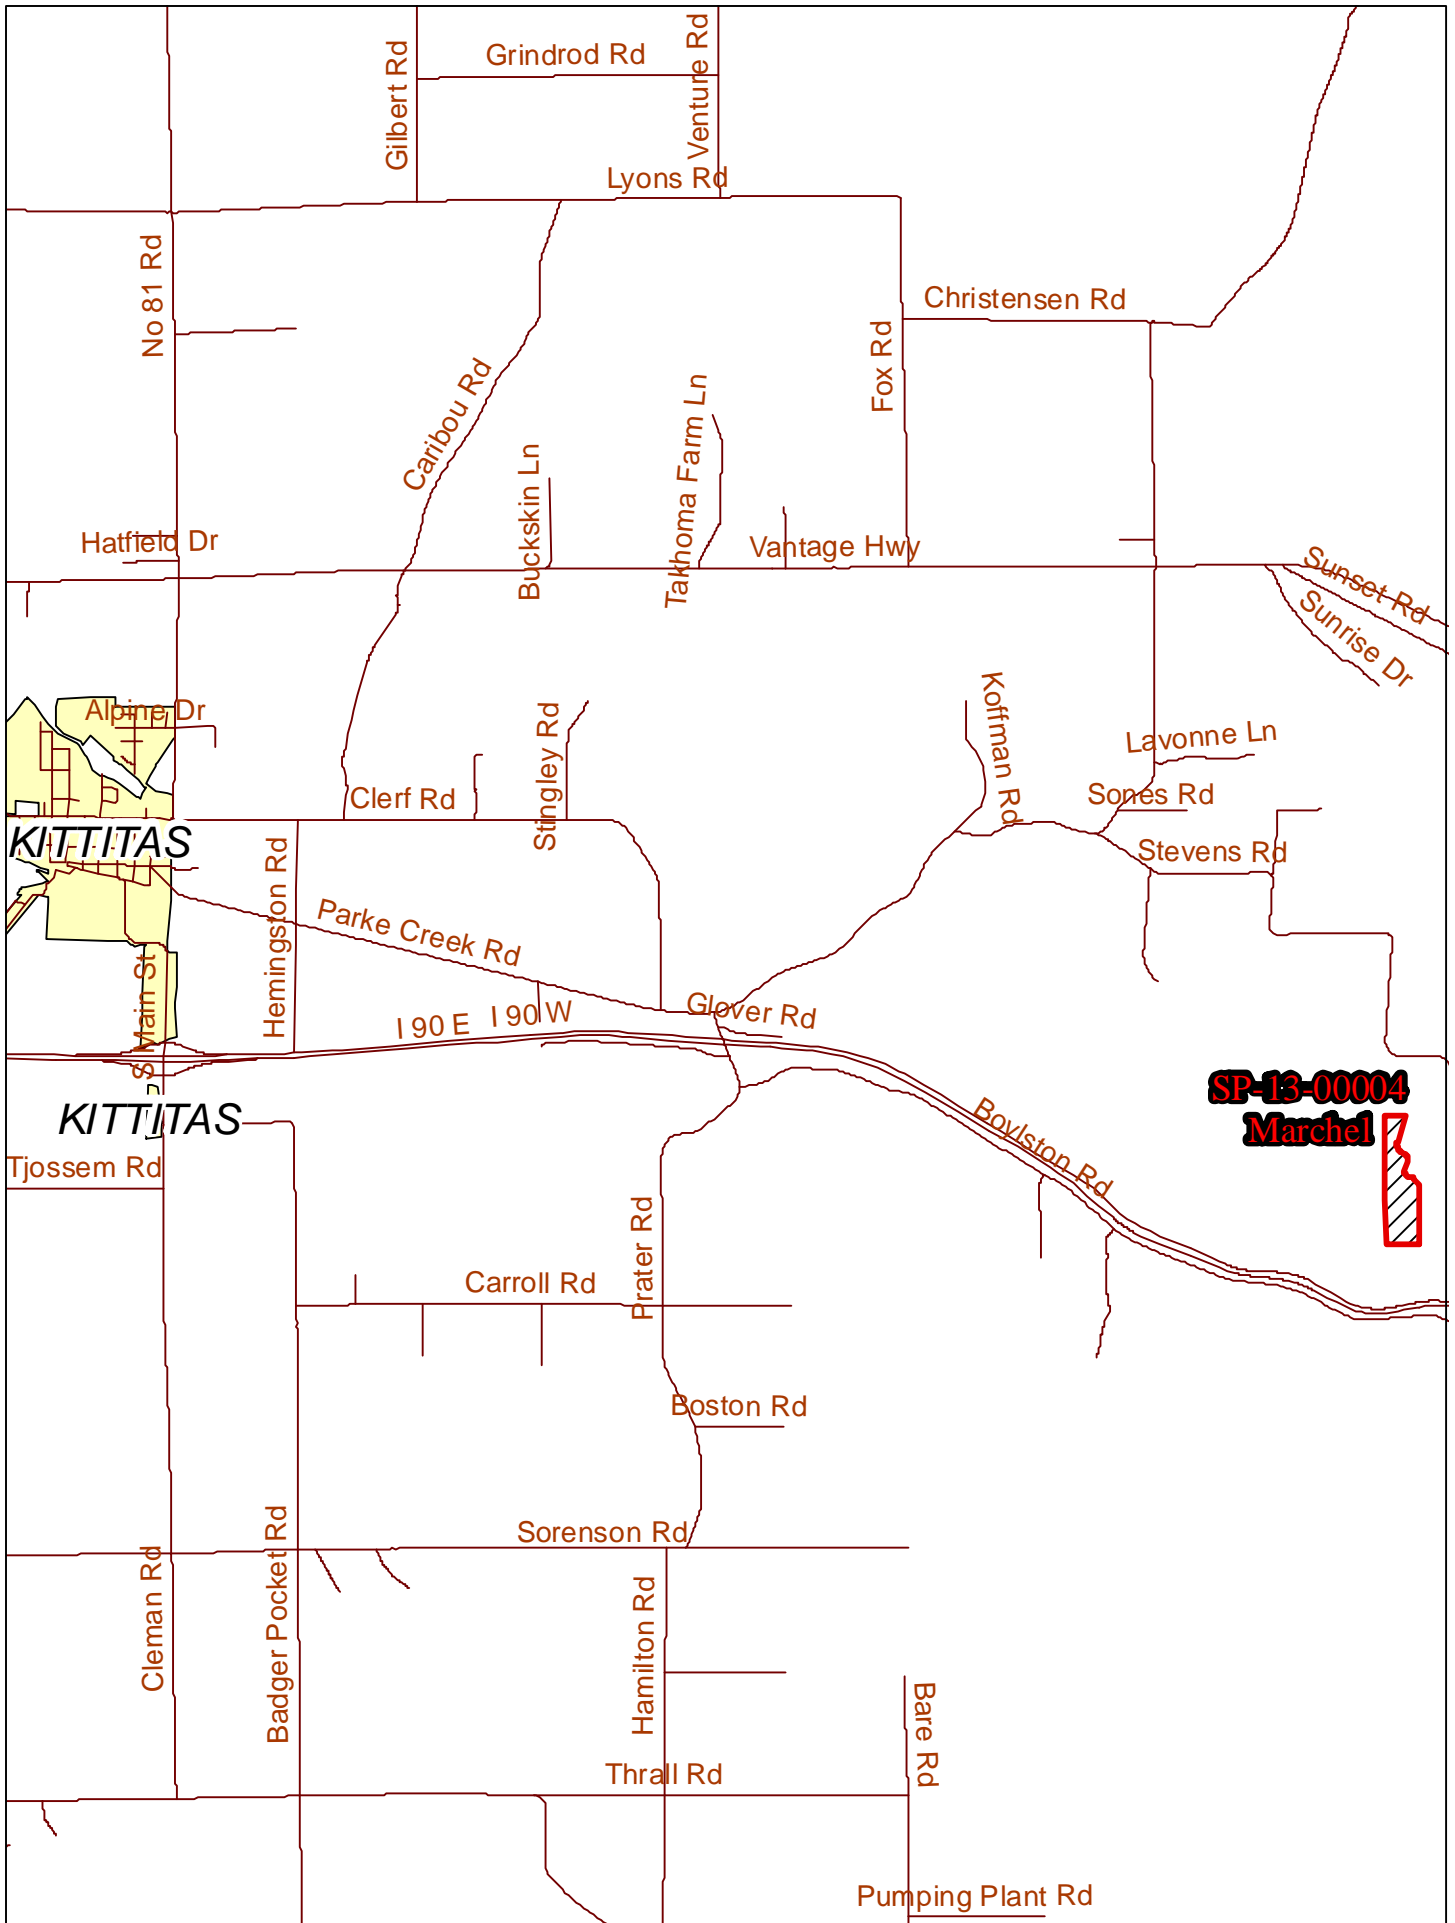 Grindrod Rd
Gilbert Rd
Venture Rd
Lyons Rd
No 81 Rd
Christensen Rd
Fox Rd
Caribou Rd
Takhoma Farm Ln
Buckskin Ln
Hatfield Dr
Vantage Hwy
Sunset Rd
Sunrise Dr
Alpine Dr
Koffman Rd
Stingley Rd
Lavonne Ln
Clerf Rd
Sones Rd
KITTITAS
Stevens Rd
Hemingston Rd
Parke Creek Rd
S Main St
Glover Rd
I 90 E
I 90 W
SP-13-00004
Marchel
KITTITAS
Boylston Rd
Tjossem Rd
Prater Rd
Carroll Rd
Boston Rd
Sorenson Rd
Cleman Rd
Badger Pocket Rd
Hamilton Rd
Bare Rd
Thrall Rd
Pumping Plant Rd